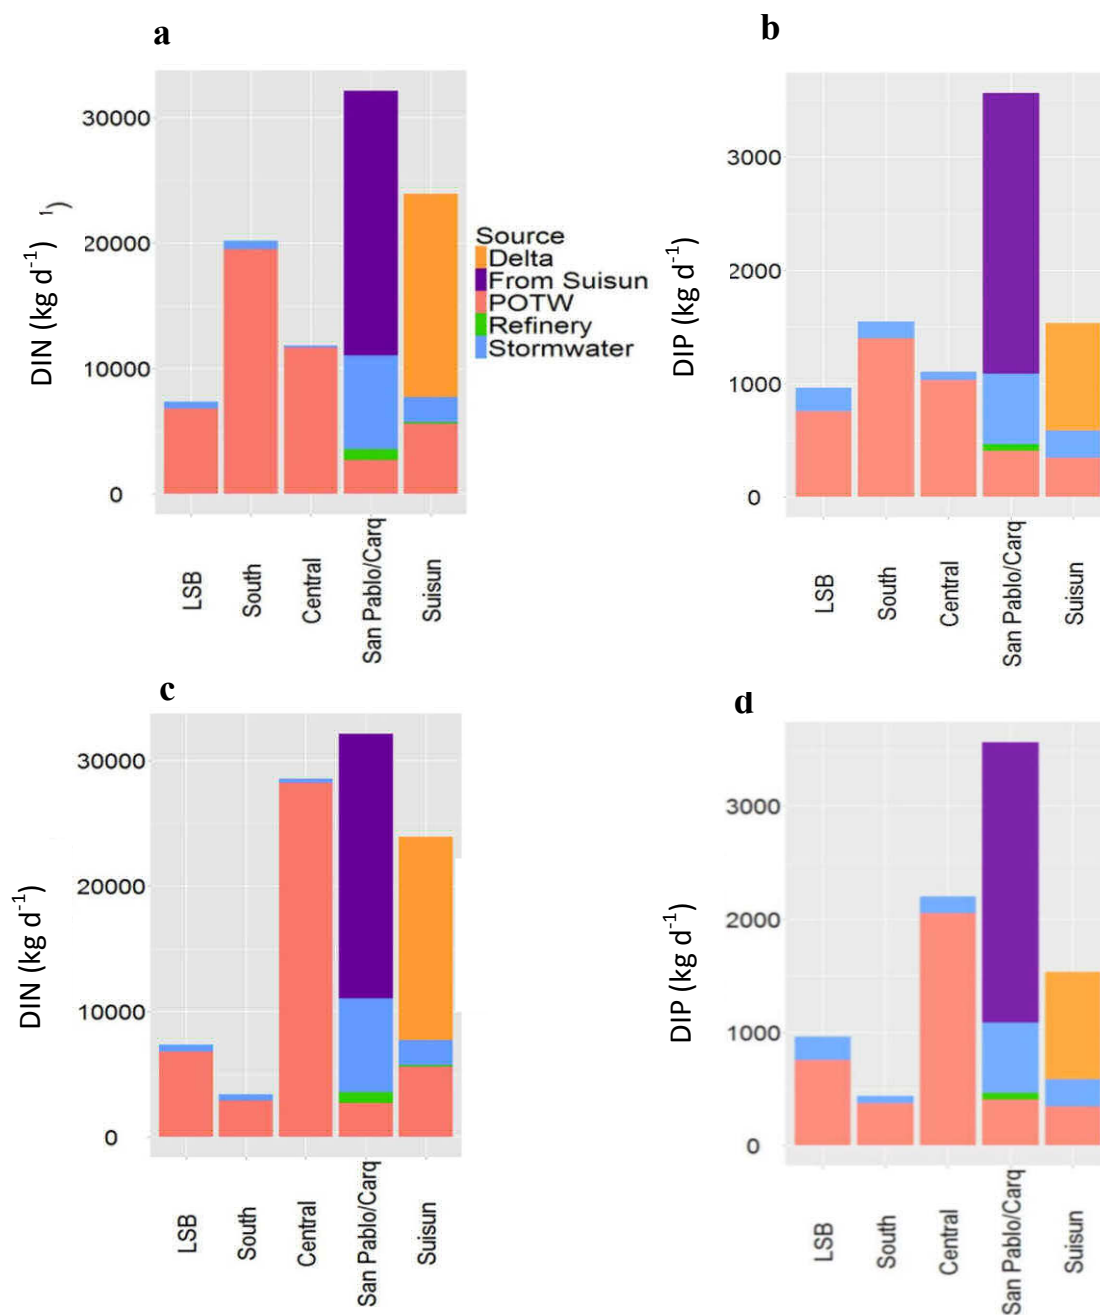 a
30000
20000
10000
0
DIN (kg d-1)
1)
Source
Delta
From Suisun
POTW
Refinery
Stormwater
LSB
South
Central
San Pablo/Carq
Suisun
b
3000
2000
1000
0
DIP (kg d-1)
LSB
South
Central
San Pablo/Carq
Suisun
c
30000
20000
10000
0
DIN (kg d-1)
LSB
South
Central
San Pablo/Carq
Suisun
d
3000
2000
1000
0
DIP (kg d-1)
LSB
South
Central
San Pablo/Carq
Suisun